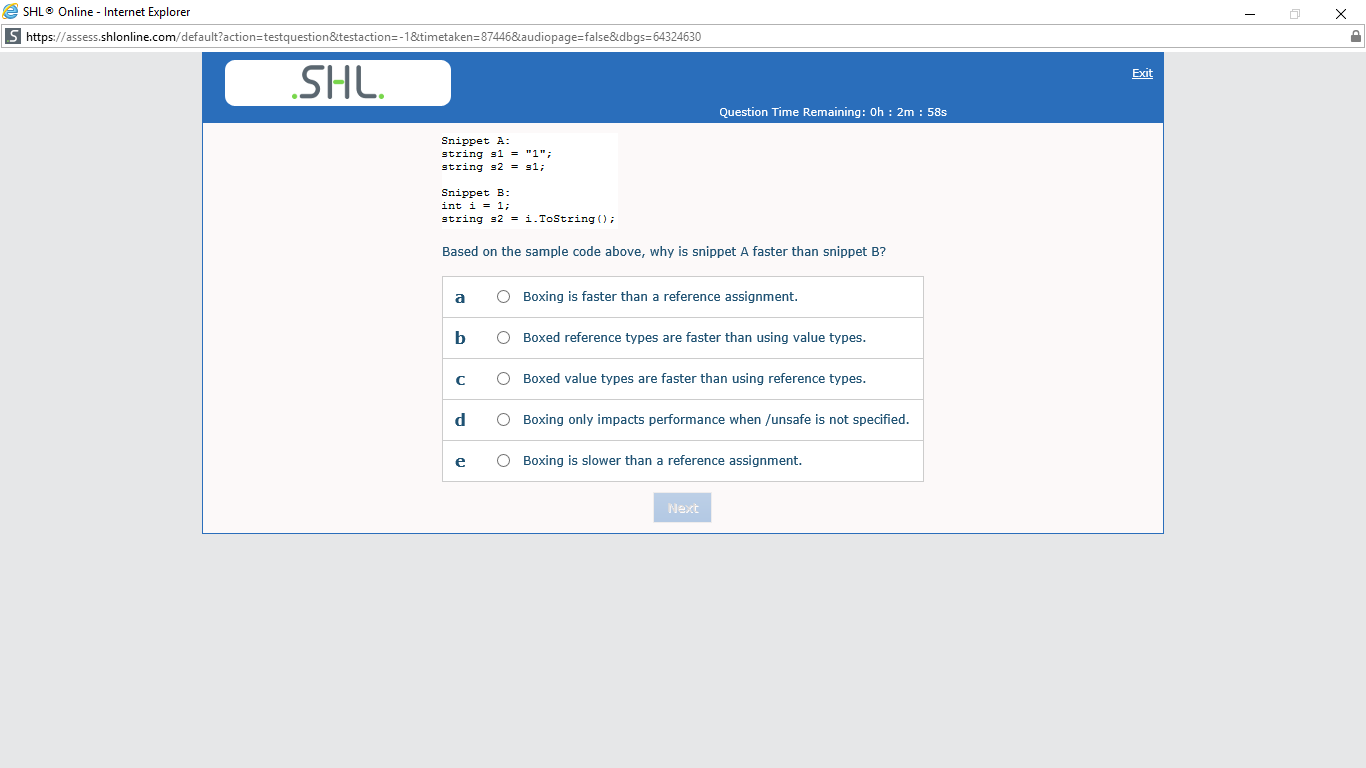 SHL® Online - Internet Explorer
https://assess.shlonline.com/default?action=testquestion&testaction=-1&timetaken=87446&audiopage=false&dbgs=64324630
SHL
Exit
Question Time Remaining: 0h : 2m : 58s
Snippet A:
string s1 = "1";
string s2 = s1;
Snippet B:
int i = 1;
string s2 = i.ToString();
Based on the sample code above, why is snippet A faster than snippet B?
a Boxing is faster than a reference assignment.
b Boxed reference types are faster than using value types.
c Boxed value types are faster than using reference types.
d Boxing only impacts performance when /unsafe is not specified.
e Boxing is slower than a reference assignment.
Next